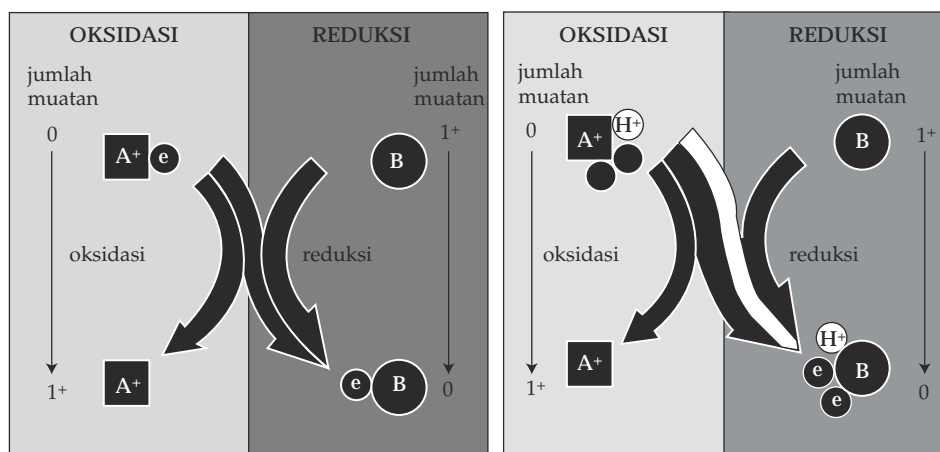 OKSIDASI
REDUKSI
jumlah
muatan
jumlah
muatan
0
1+
A+
e
B
oksidasi
reduksi
A+
e
B
1+
0
OKSIDASI
REDUKSI
jumlah
muatan
jumlah
muatan
0
1+
H+
A+
B
oksidasi
reduksi
H+
A+
e
B
e
1+
0